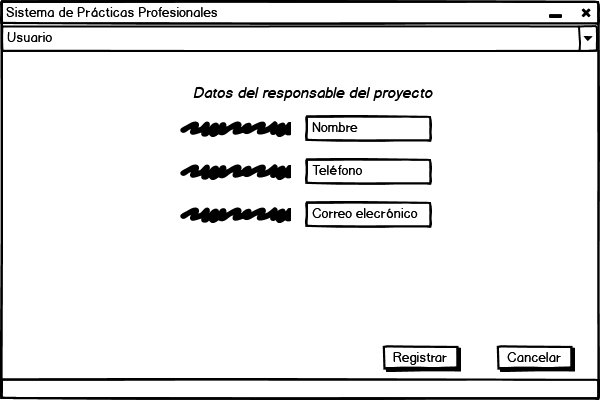 Sistema de Prácticas Profesionales
Usuario
Datos del responsable del proyecto
Nombre
Teléfono
Correo elecrónico
Registrar
Cancelar